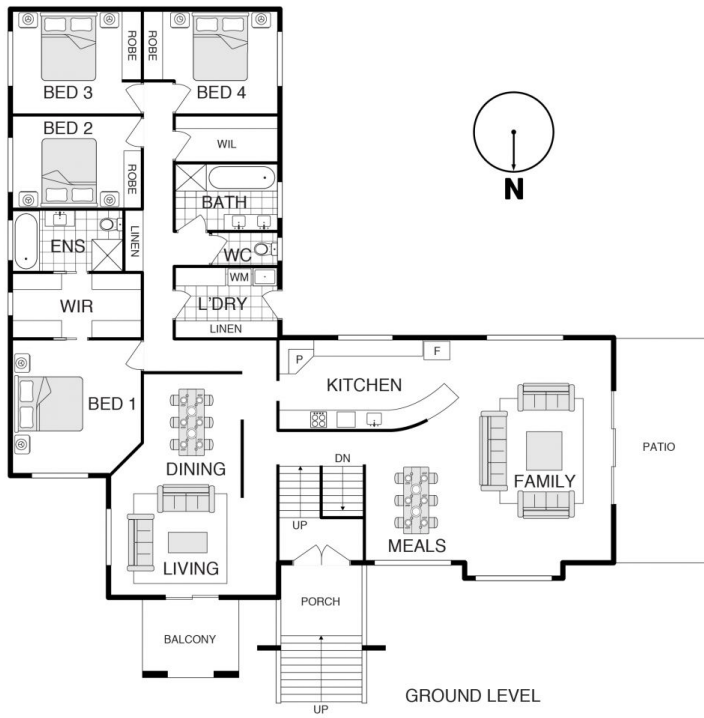 ROBE
ROBE
BED 3
BED 4
BED 2
WIL
ROBE
BATH
LINEN
ENS
WC
WM
WIR
L'DRY
LINEN
P
F
KITCHEN
BED 1
DINING
DN
UP
FAMILY
PATIO
MEALS
LIVING
PORCH
BALCONY
UP
GROUND LEVEL
N